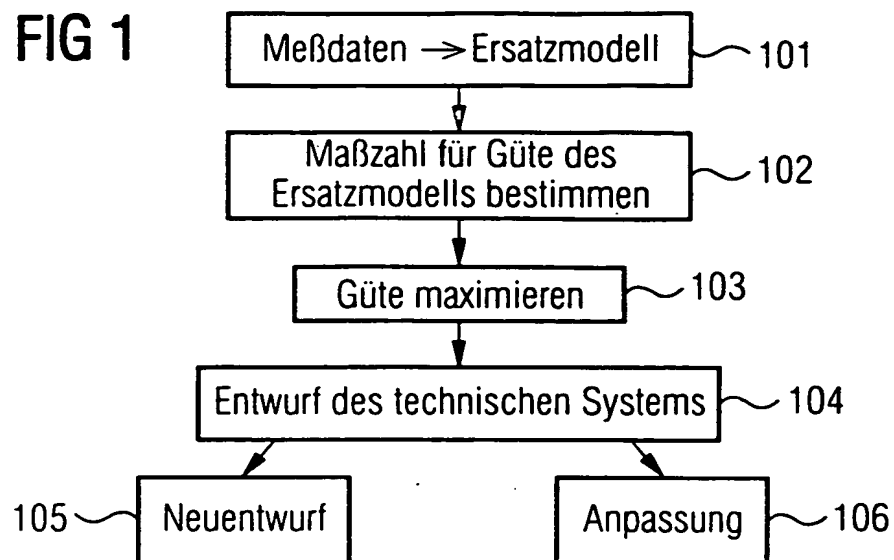 FIG 1
Meßdaten → Ersatzmodell
101
Maßzahl für Güte des
Ersatzmodells bestimmen
102
Güte maximieren
103
Entwurf des technischen Systems
104
105
Neuentwurf
Anpassung
106